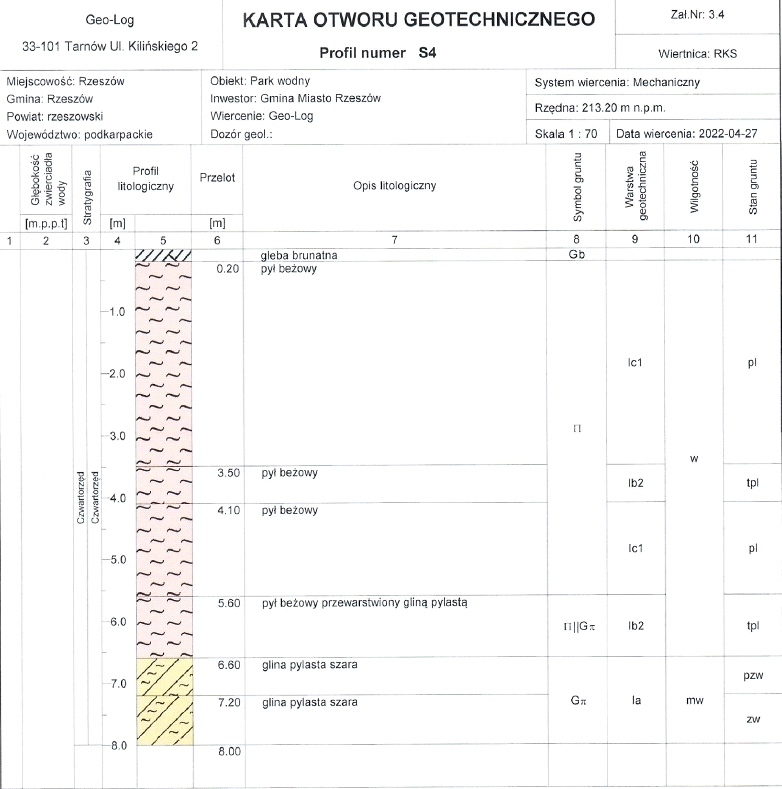 Geo-Log
33-101 Tarnów Ul. Kilińskiego 2
KARTA OTWORU GEOTECHNICZNEGO
Profil numer S4
Zał.Nr: 3.4
Wiertnica: RKS
Miejscowość: Rzeszów
Gmina: Rzeszów
Powiat: rzeszowski
Województwo: podkarpackie
Obiekt: Park wodny
Inwestor: Gmina Miasto Rzeszów
Wiercenie: Geo-Log
Dozór geol.:
System wiercenia: Mechaniczny
Rzędna: 213.20 m n.p.m.
Skala 1 : 70 Data wiercenia: 2022-04-27
Głębokość
zwierciadła
wody
[m.p.p.t]
Stratygrafia
Profil
litologiczny
[m]
Przelot
[m]
Opis litologiczny
Symbol gruntu
Warstwa
geotechniczna
Wilgotność
Stan gruntu
1 2 3 4 5 6 7 8 9 10 11
gleba brunatna Gb
0.20 pył beżowy
1.0
Ic1 pl
2.0
Π
3.0
w
3.50 pył beżowy
Ib2 tpl
Czwartorzęd
Czwartorzęd
4.0
4.10 pył beżowy
Ic1 pl
5.0
5.60 pył beżowy przewarstwiony gliną pylastą
6.0 Π||Gπ Ib2 tpl
6.60 glina pylasta szara
pzw
7.0
7.20 glina pylasta szara Gπ Ia mw
zw
8.0
8.00